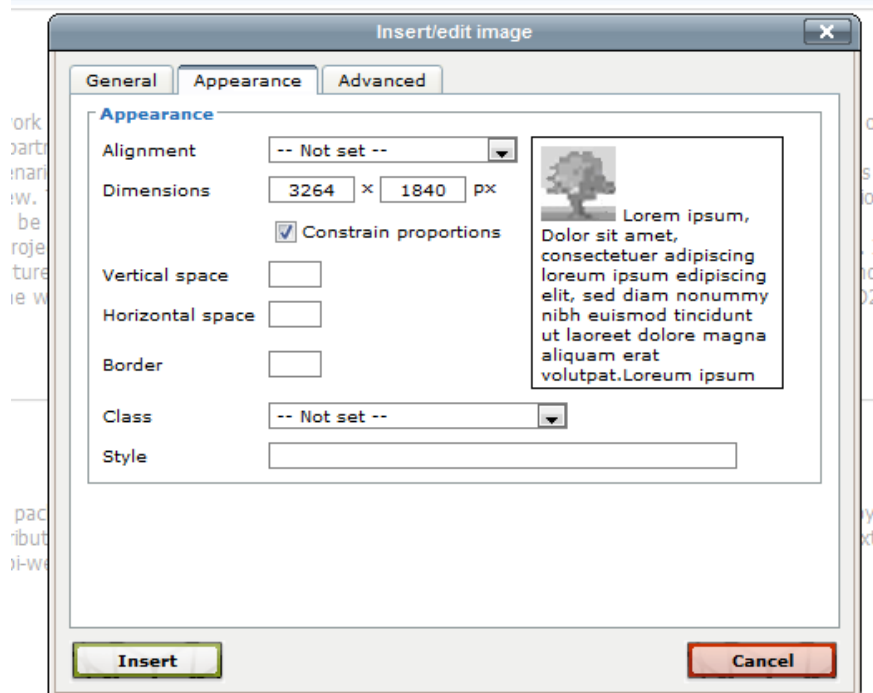 Insert/edit image
X
General Appearance Advanced
Appearance
Alignment -- Not set --
Dimensions 3264 x 1840 px
Constrain proportions
Vertical space
Horizontal space
Border
Lorem ipsum,
Dolor sit amet,
consectetuer adipiscing
loreum ipsum edipiscing
elit, sed diam nonummy
nibh euismod tincidunt
ut laoreet dolore magna
aliquam erat
volutpat.Loreum ipsum
Class -- Not set --
Style
Insert Cancel